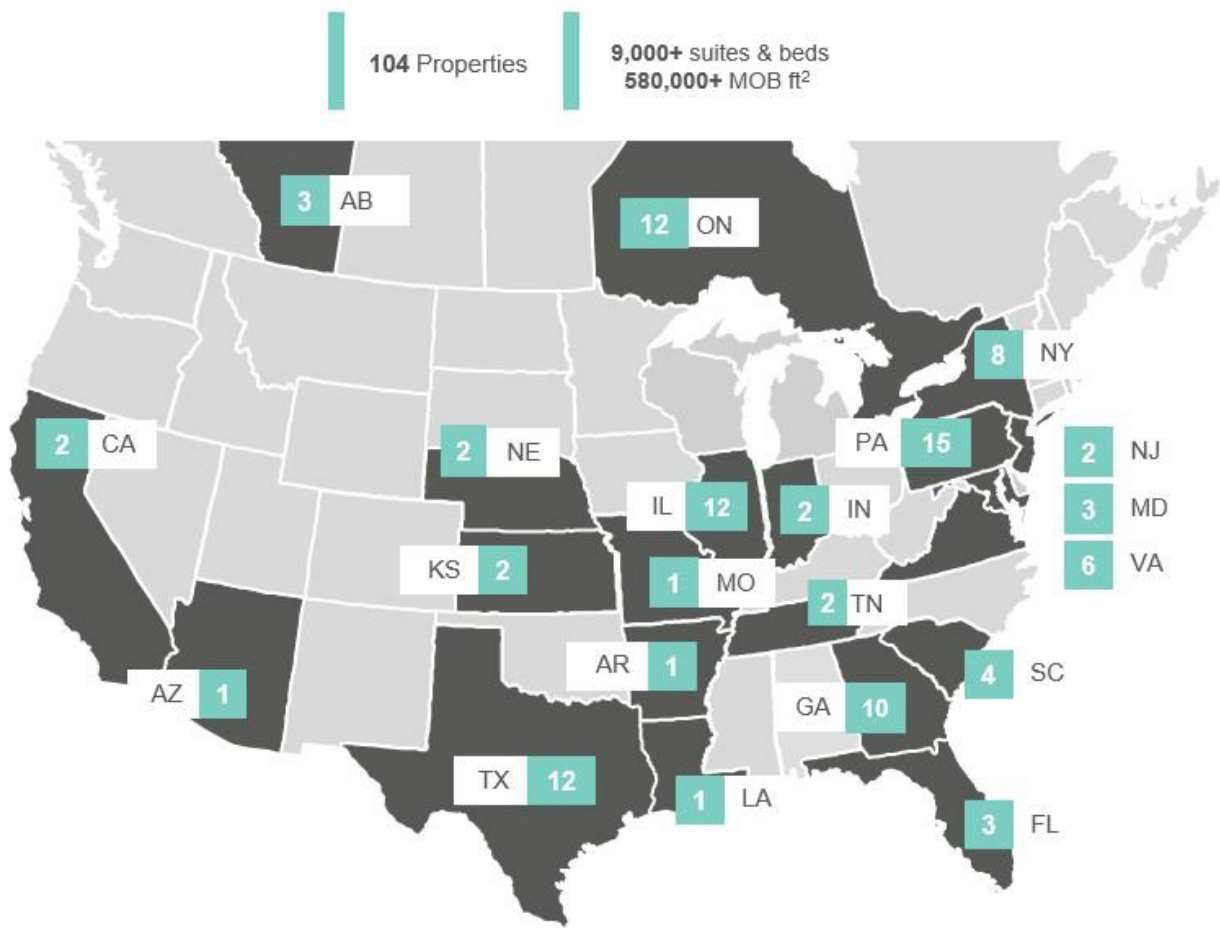 104 Properties
9,000+ suites & beds
580,000+ MOB ft²
3 AB
12 ON
8 NY
2 CA
2 NE
PA 15
2 NJ
IL 12
2 IN
3 MD
KS 2
1 MO
6 VA
2 TN
AR 1
4 SC
AZ 1
GA 10
TX 12
1 LA
3 FL